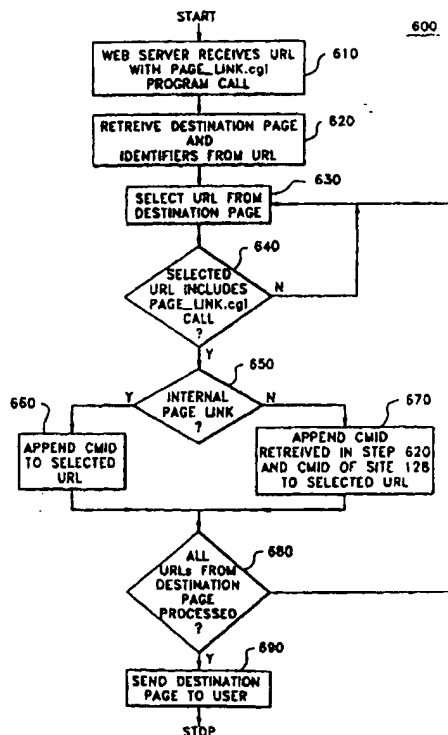 START
600
WEB SERVER RECEIVES URL
WITH PAGE_LINK.cgi
PROGRAM CALL
610
RETREIVE DESTINATION PAGE
AND
IDENTIFIERS FROM URL
620
630
SELECT URL FROM
DESTINATION PAGE
640
SELECTED
URL INCLUDES
PAGE_LINK.cgi
CALL
?
N
Y
650
INTERNAL
PAGE LINK
?
Y
N
660
APPEND CMID
TO SELECTED
URL
670
APPEND CMID
RETREIVED IN STEP 620
AND CMID OF SITE 128
TO SELECTED URL
680
ALL
URLs FROM
DESTINATION
PAGE
PROCESSED
?
Y
690
SEND DESTINATION
PAGE TO USER
STOP